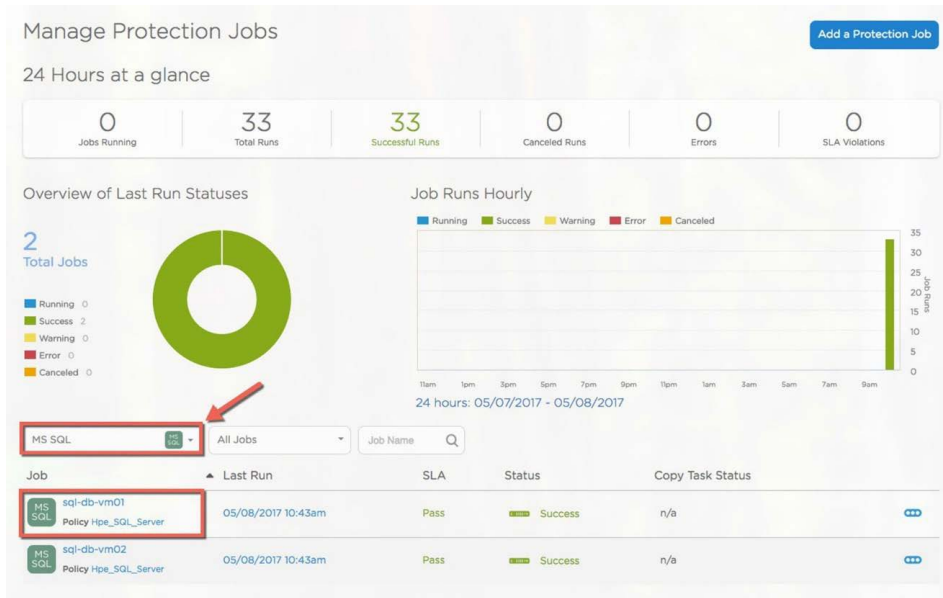 Manage Protection Jobs
Add a Protection Job
24 Hours at a glance
0
Jobs Running
33
Total Runs
33
Successful Runs
0
Canceled Runs
0
Errors
0
SLA Violations
Overview of Last Run Statuses
2
Total Jobs
Running 0
Success 2
Warning 0
Error 0
Canceled 0
Job Runs Hourly
Running Success Warning Error Canceled
35
30
25
20
15
10
5
0
Job Runs
11am 1pm 3pm 5pm 7pm 9pm 11pm 1am 3am 5am 7am 9am
24 hours: 05/07/2017 - 05/08/2017
MS SQL MS SQL All Jobs Job Name
Job Last Run SLA Status Copy Task Status
MS SQL
sql-db-vm01
Policy Hpe_SQL_Server
05/08/2017 10:43am Pass Success n/a
MS SQL
sql-db-vm02
Policy Hpe_SQL_Server
05/08/2017 10:43am Pass Success n/a